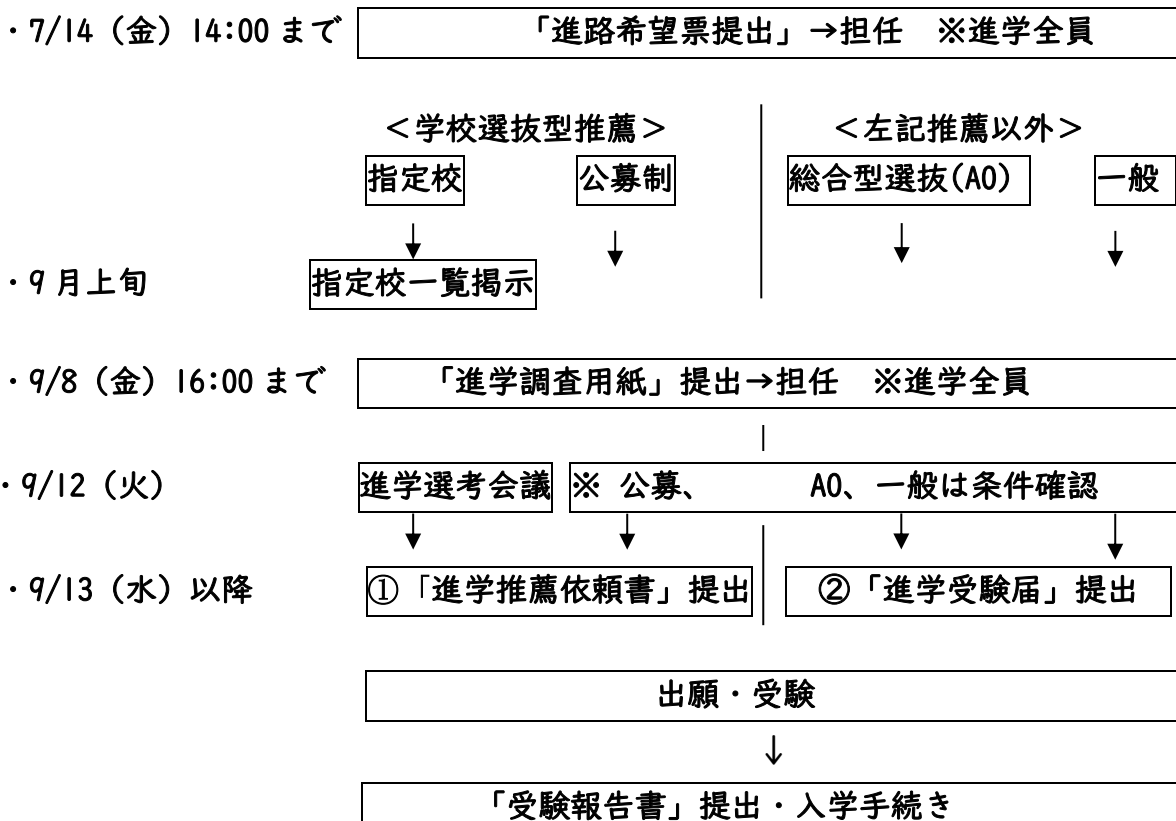 ・7/14（金）14:00まで 「進路希望票提出」→担任　※進学全員
＜学校選抜型推薦＞ ＜左記推薦以外＞
指定校 公募制 総合型選抜(AO) 一般
・9月上旬 指定校一覧掲示
・9/8（金）16:00まで 「進学調査用紙」提出→担任　※進学全員
・9/12（火） 進学選考会議 ※ 公募、 AO、一般は条件確認
・9/13（水）以降 ①「進学推薦依頼書」提出 ②「進学受験届」提出
出願・受験
↓
「受験報告書」提出・入学手続き